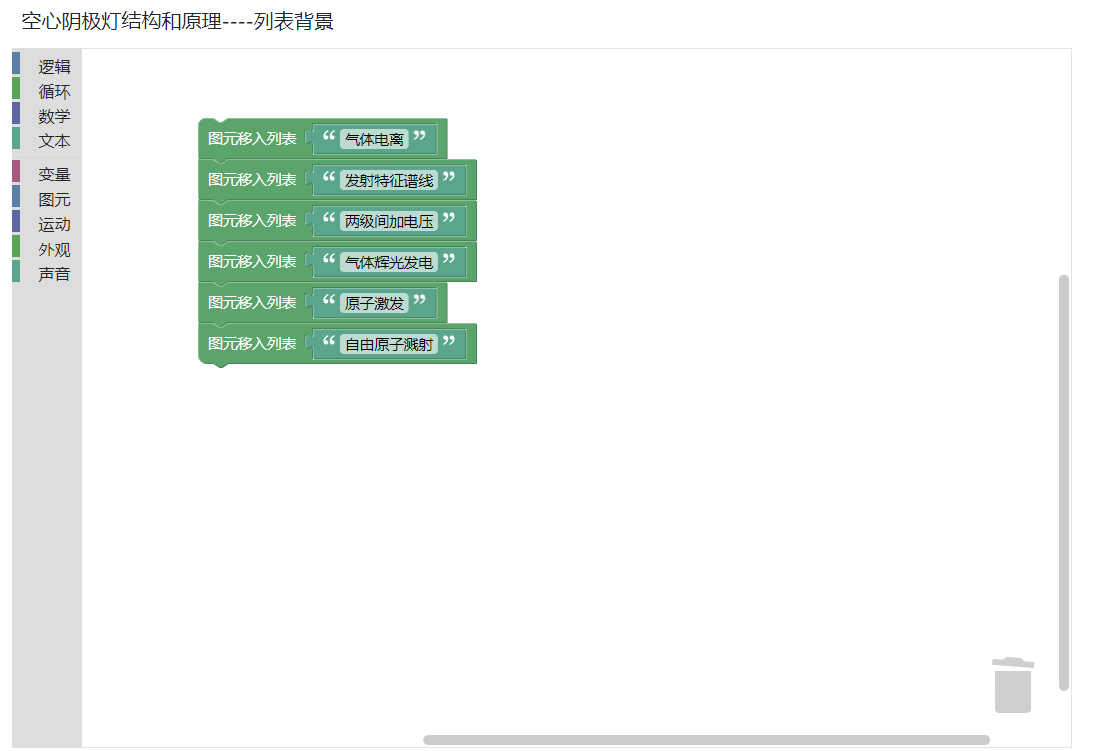 空心阴极灯结构和原理----列表背景
逻辑
循环
数学
文本
变量
图元
运动
外观
声音
图元移入列表 “ 气体电离 ”
图元移入列表 “ 发射特征谱线 ”
图元移入列表 “ 两级间加电压 ”
图元移入列表 “ 气体辉光发电 ”
图元移入列表 “ 原子激发 ”
图元移入列表 “ 自由原子溅射 ”